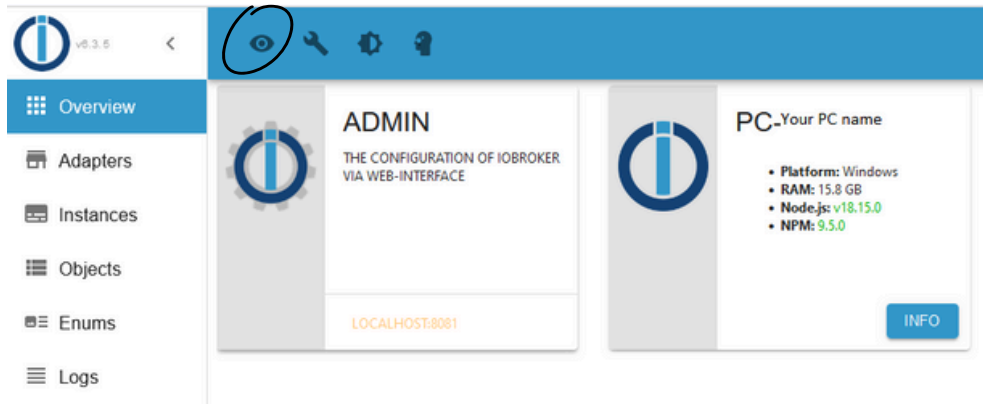 v6.3.5
Overview
Adapters
Instances
Objects
Enums
Logs
ADMIN
THE CONFIGURATION OF IOBROKER
VIA WEB-INTERFACE
LOCALHOST:8081
PC-Your PC name
• Platform: Windows
• RAM: 15.8 GB
• Node.js: v18.15.0
• NPM: 9.5.0
INFO